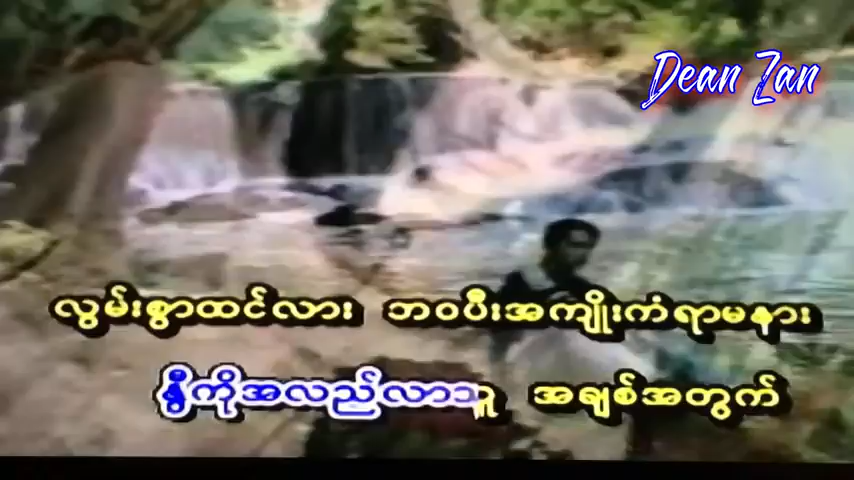 Dean Zan
လွမ်းစွာထင်လား ဘဝပီးအကျိုးကံရာမနား
နွီကိုအလည်လာသူ အချစ်အတွက်